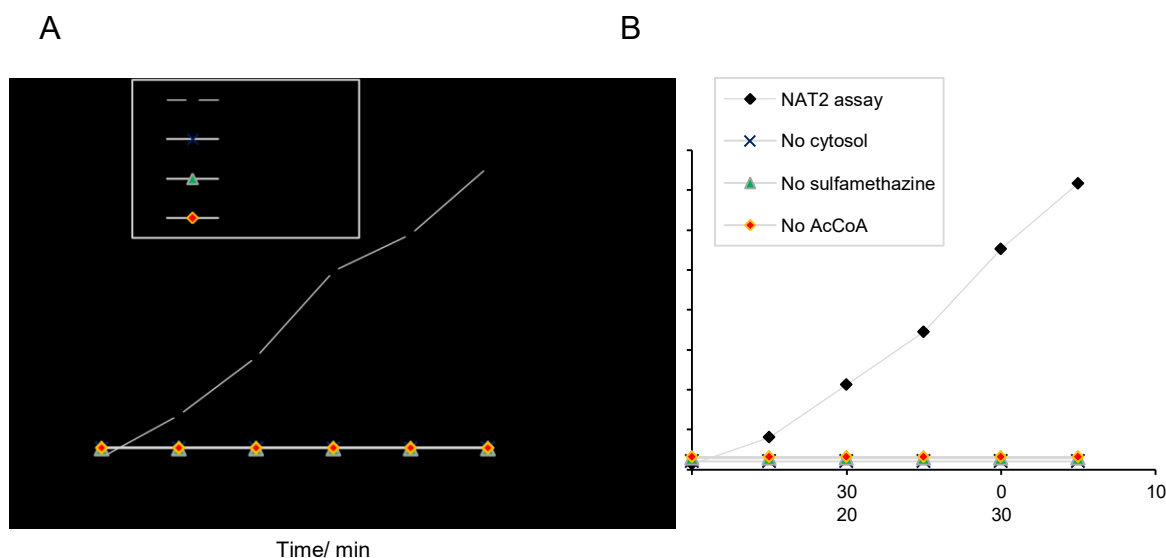 A
B
NAT2 assay
No cytosol
No sulfamethazine
No AcCoA
30 0 10
20 30
Time/ min